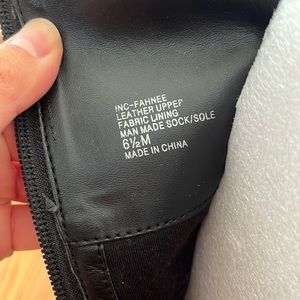 INC-FAHNEE
LEATHER UPPER
FABRIC LINING
MAN MADE SOCK/SOLE
6½M
MADE IN CHINA